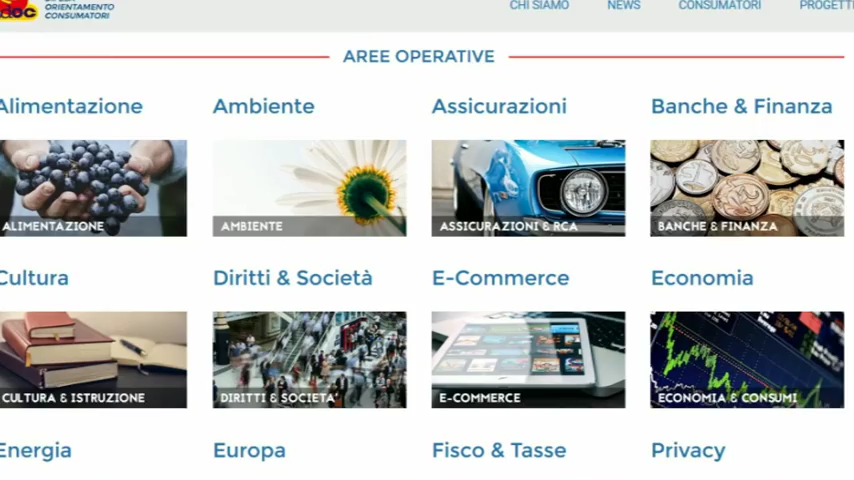 ORIENTAMENTO
CONSUMATORI
CHI SIAMO NEWS CONSUMATORI PROGETTI
AREE OPERATIVE
Alimentazione Ambiente Assicurazioni Banche & Finanza
ALIMENTAZIONE AMBIENTE ASSICURAZIONI & RCA BANCHE & FINANZA
Cultura Diritti & Società E-Commerce Economia
CULTURA & ISTRUZIONE DIRITTI & SOCIETA' E-COMMERCE ECONOMIA & CONSUMI
Energia Europa Fisco & Tasse Privacy